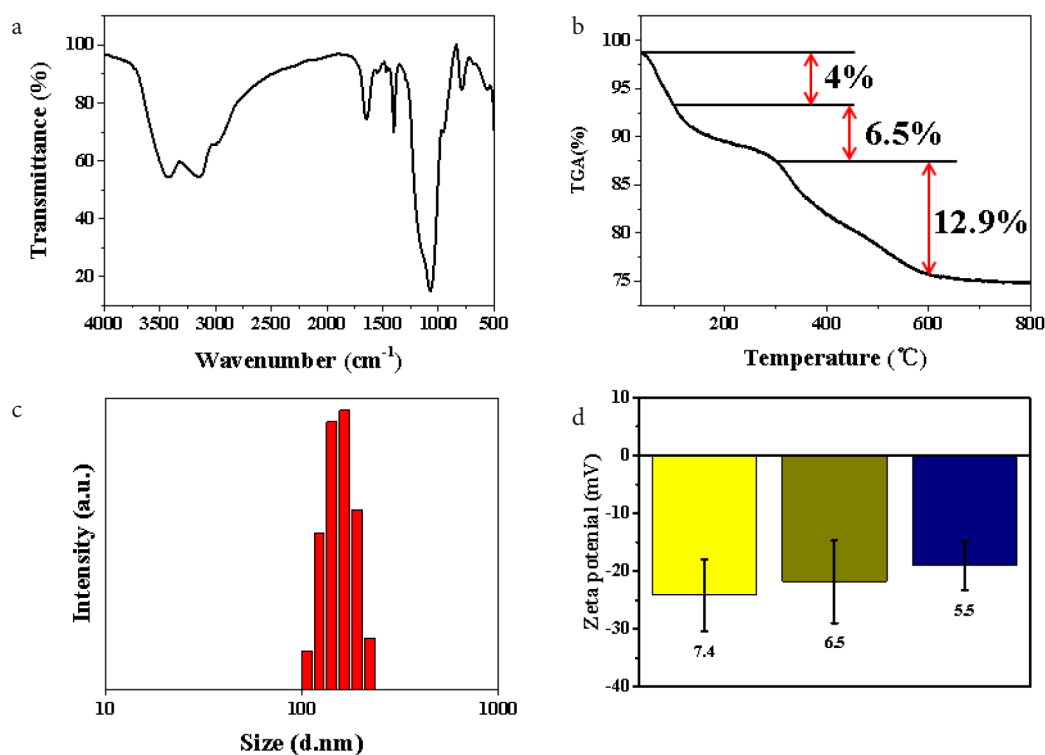 a
100
80
60
40
20
Transmittance (%)
4000 3500 3000 2500 2000 1500 1000 500
Wavenumber (cm⁻¹)
b
100
95
90
85
80
75
TGA(%)
4%
6.5%
12.9%
200 400 600 800
Temperature (℃)
c
Intensity (a.u.)
10 100 1000
Size (d.nm)
d
10
0
-10
-20
-30
-40
Zeta potenial (mV)
7.4
6.5
5.5